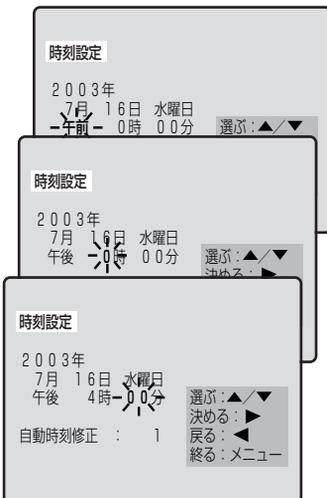 時刻設定
２００３年
７月 １６日 水曜日
午前 ０時 ００分 選ぶ：▲／▼
時刻設定
２００３年
７月 １６日 水曜日
午後 ０時 ００分 選ぶ：▲／▼
決める：▶
時刻設定
２００３年
７月 １６日 水曜日
午後 ４時 ００分 選ぶ：▲／▼
決める：▶
自動時刻修正 ： １ 戻る：◀
終る：メニュー